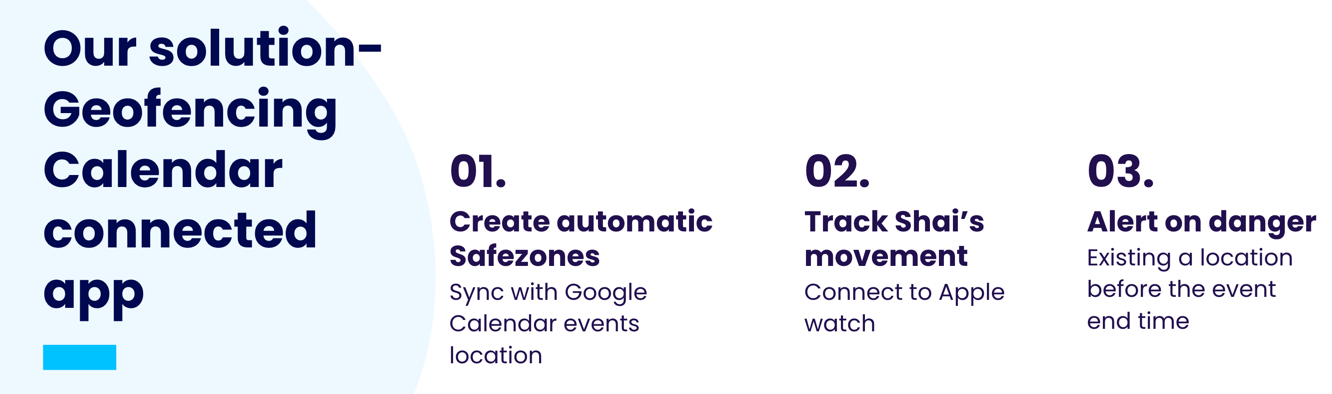 Our solution-
Geofencing
Calendar
connected
app
01.
Create automatic
Safezones
Sync with Google
Calendar events
location
02.
Track Shai’s
movement
Connect to Apple
watch
03.
Alert on danger
Existing a location
before the event
end time